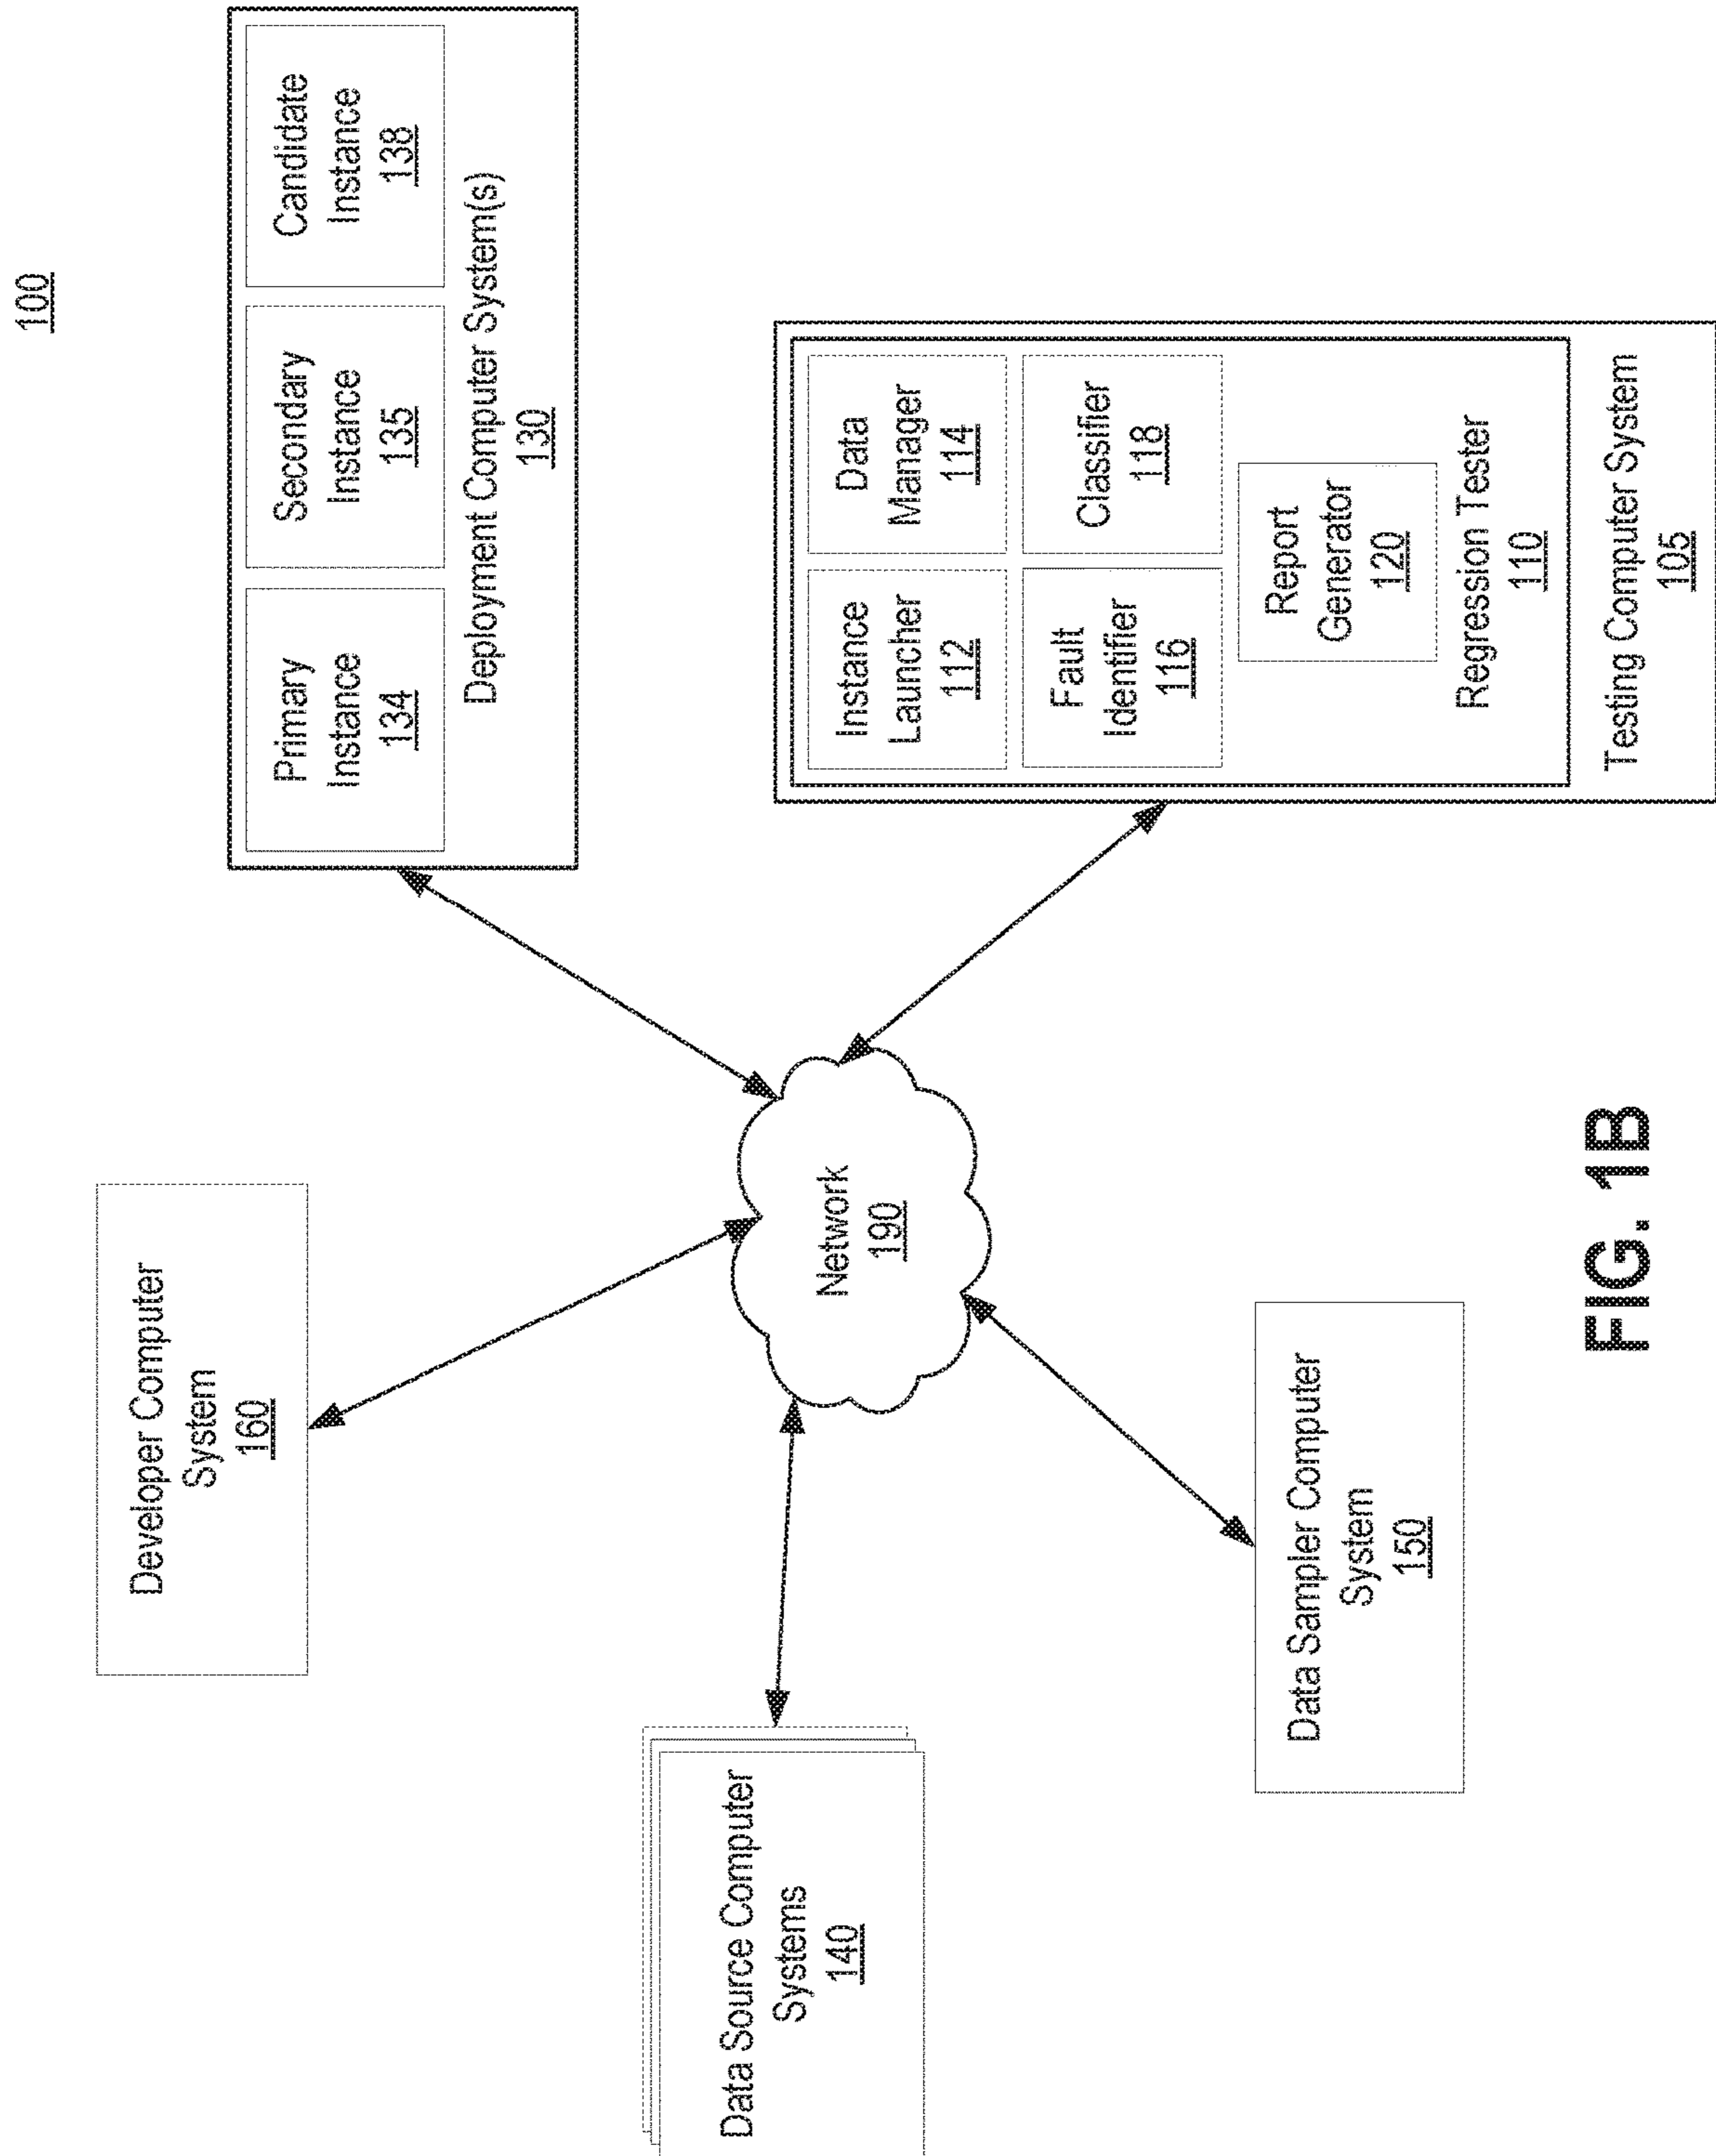 100
Developer Computer
System
160
Primary
Instance
134
Secondary
Instance
135
Candidate
Instance
138
Deployment Computer System(s)
130
Data Source Computer
Systems
140
Network
190
Instance
Launcher
112
Data
Manager
114
Fault
Identifier
116
Classifier
118
Report
Generator
120
Regression Tester
110
Testing Computer System
105
Data Sampler Computer
System
150
FIG. 1B